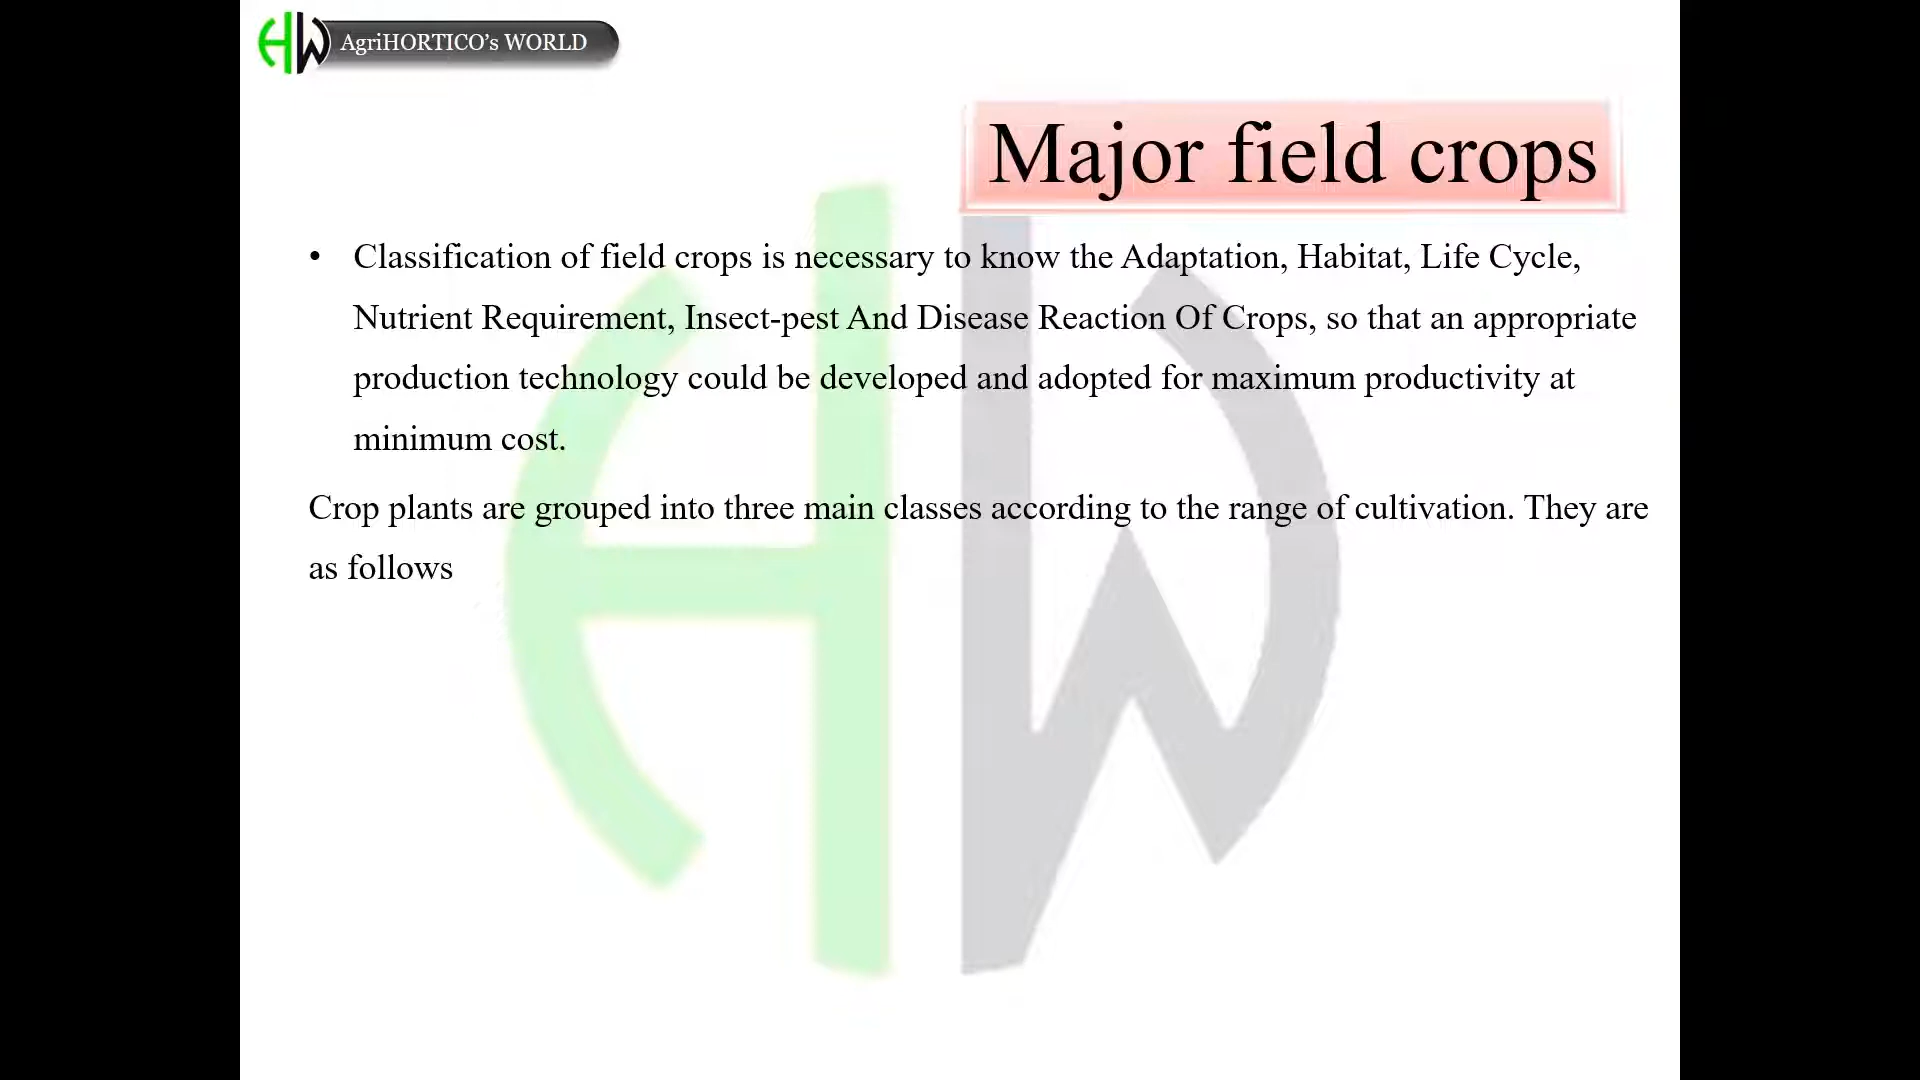 HW AgriHORTICO's WORLD
Major field crops
• Classification of field crops is necessary to know the Adaptation, Habitat, Life Cycle,
Nutrient Requirement, Insect-pest And Disease Reaction Of Crops, so that an appropriate
production technology could be developed and adopted for maximum productivity at
minimum cost.
Crop plants are grouped into three main classes according to the range of cultivation. They are
as follows